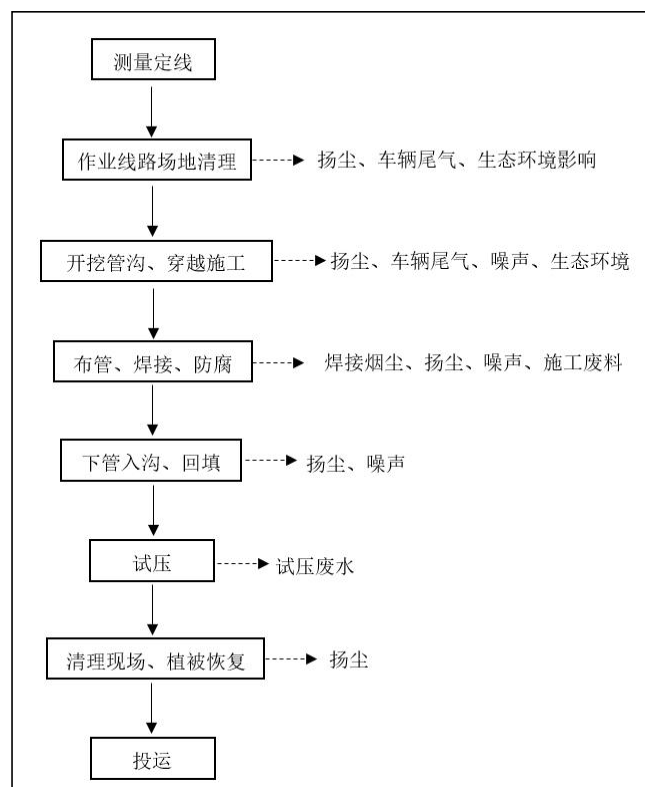 测量定线
作业线路场地清理
扬尘、车辆尾气、生态环境影响
开挖管沟、穿越施工
扬尘、车辆尾气、噪声、生态环境
布管、焊接、防腐
焊接烟尘、扬尘、噪声、施工废料
下管入沟、回填
扬尘、噪声
试压
试压废水
清理现场、植被恢复
扬尘
投运